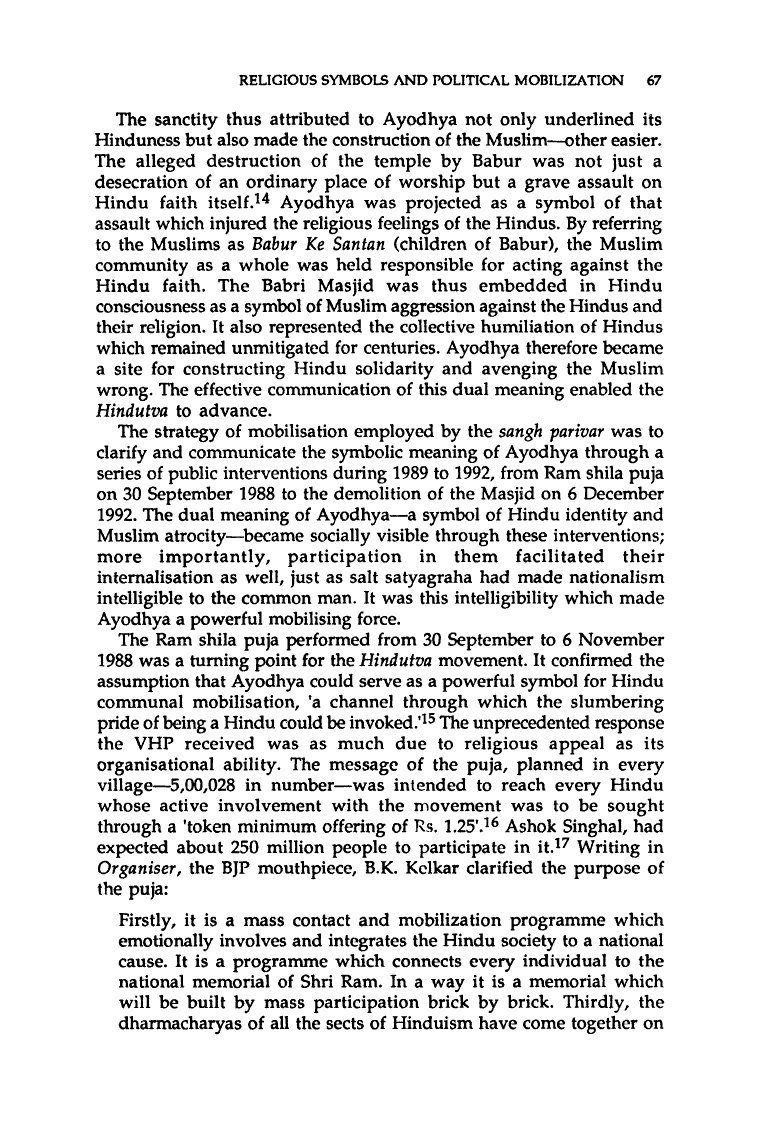 RELIGIOUS SYMBOLS AND POLITICAL MOBILIZATION 67
The sanctity thus attributed to Ayodhya not only underlined its
Hinduness but also made the construction of the Muslim—other easier.
The alleged destruction of the temple by Babur was not just a
desecration of an ordinary place of worship but a grave assault on
Hindu faith itself.14 Ayodhya was projected as a symbol of that
assault which injured the religious feelings of the Hindus. By referring
to the Muslims as Babur Ke Santan (children of Babur), the Muslim
community as a whole was held responsible for acting against the
Hindu faith. The Babri Masjid was thus embedded in Hindu
consciousness as a symbol of Muslim aggression against the Hindus and
their religion. It also represented the collective humiliation of Hindus
which remained unmitigated for centuries. Ayodhya therefore became
a site for constructing Hindu solidarity and avenging the Muslim
wrong. The effective communication of this dual meaning enabled the
Hindutva to advance.
The strategy of mobilisation employed by the sangh parivar was to
clarify and communicate the symbolic meaning of Ayodhya through a
series of public interventions during 1989 to 1992, from Ram shila puja
on 30 September 1988 to the demolition of the Masjid on 6 December
1992. The dual meaning of Ayodhya—a symbol of Hindu identity and
Muslim atrocity—became socially visible through these interventions;
more importantly, participation in them facilitated their
internalisation as well, just as salt satyagraha had made nationalism
intelligible to the common man. It was this intelligibility which made
Ayodhya a powerful mobilising force.
The Ram shila puja performed from 30 September to 6 November
1988 was a turning point for the Hindutva movement. It confirmed the
assumption that Ayodhya could serve as a powerful symbol for Hindu
communal mobilisation, 'a channel through which the slumbering
pride of being a Hindu could be invoked.'15 The unprecedented response
the VHP received was as much due to religious appeal as its
organisational ability. The message of the puja, planned in every
village—5,00,028 in number—was intended to reach every Hindu
whose active involvement with the movement was to be sought
through a 'token minimum offering of Rs. 1.25'.16 Ashok Singhal, had
expected about 250 million people to participate in it.17 Writing in
Organiser, the BJP mouthpiece, B.K. Kelkar clarified the purpose of
the puja:
Firstly, it is a mass contact and mobilization programme which
emotionally involves and integrates the Hindu society to a national
cause. It is a programme which connects every individual to the
national memorial of Shri Ram. In a way it is a memorial which
will be built by mass participation brick by brick. Thirdly, the
dharmacharyas of all the sects of Hinduism have come together on